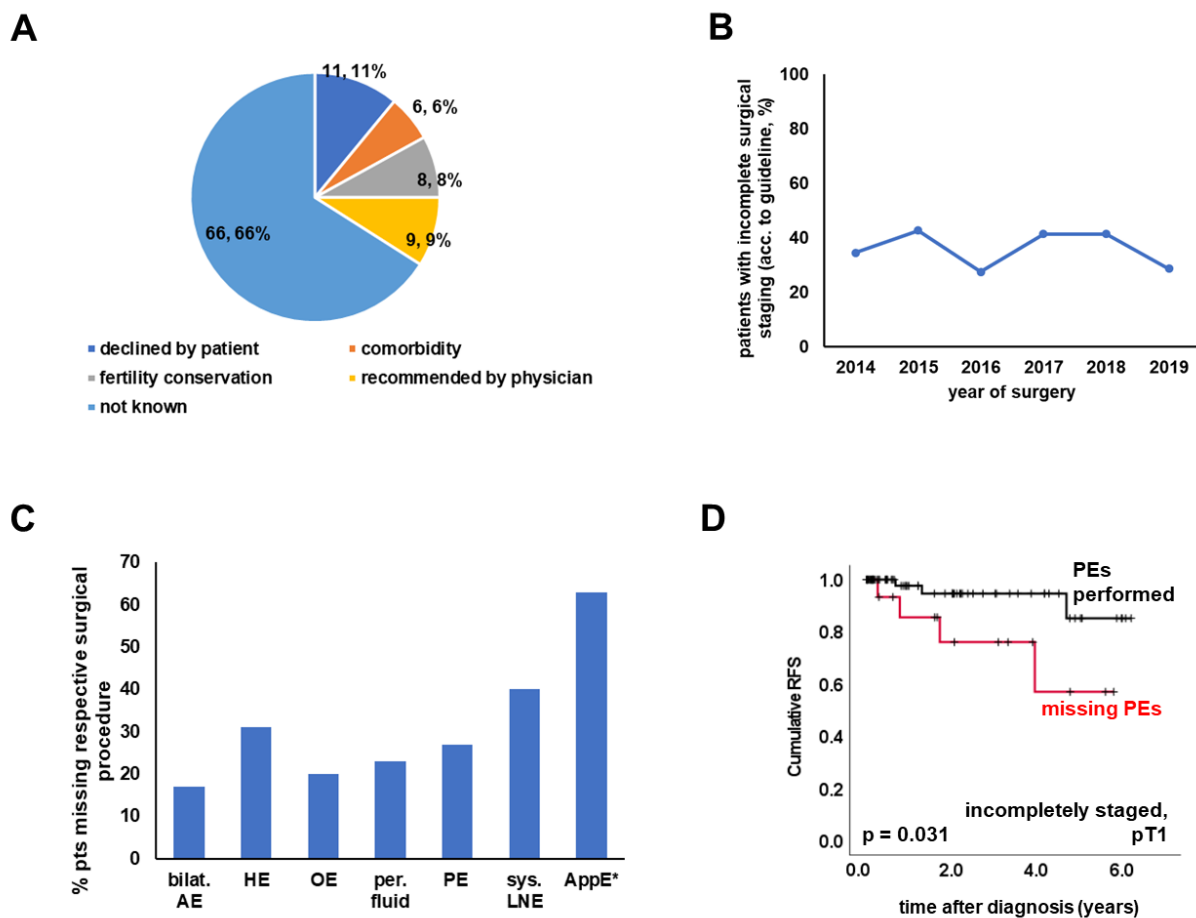 A
11, 11%
6, 6%
8, 8%
9, 9%
66, 66%
declined by patient
comorbidity
fertility conservation
recommended by physician
not known
B
patients with incomplete surgical
staging (acc. to guideline, %)
100
80
60
40
20
0
2014 2015 2016 2017 2018 2019
year of surgery
C
% pts missing respective surgical
procedure
70
60
50
40
30
20
10
0
bilat. HE OE per. PE sys. AppE*
AE fluid LNE
D
Cumulative RFS
1.0
0.8
0.6
0.4
0.2
0.0
PEs
performed
missing PEs
incompletely staged,
p = 0.031 pT1
0.0 2.0 4.0 6.0
time after diagnosis (years)